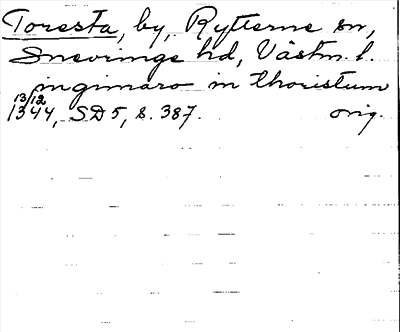 Toresta, by, Rytterne sn,
Snevringe hd, Västm. l.
ingimaro in thoristum
13/12
1344, SD 5, s. 387. orig.